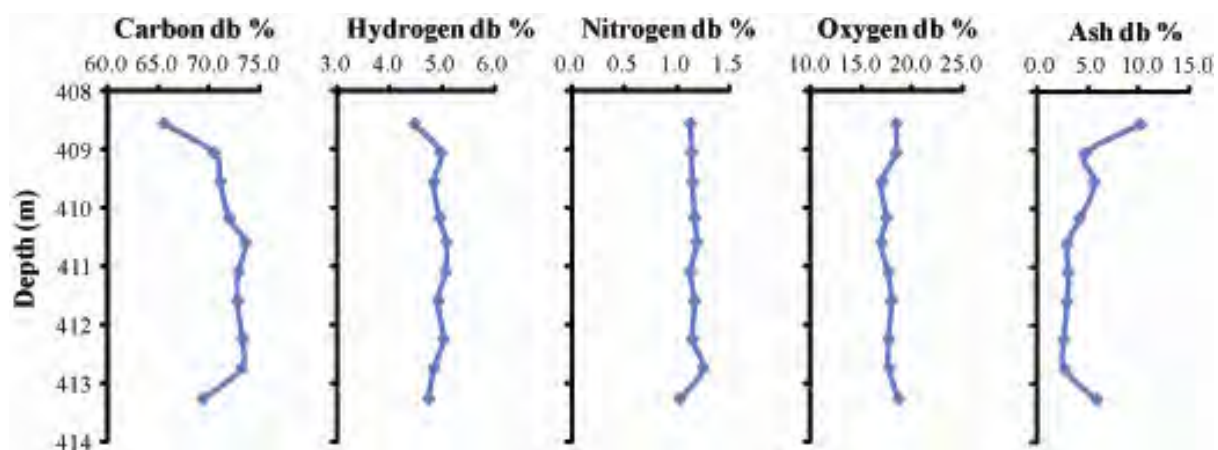 Carbon db % Hydrogen db % Nitrogen db % Oxygen db % Ash db %
60.0 65.0 70.0 75.0 3.0 4.0 5.0 6.0 0.0 0.5 1.0 1.5 10.0 15.0 20.0 25.0 0.0 5.0 10.0 15.0
408
409
410
411
412
413
414
Depth (m)